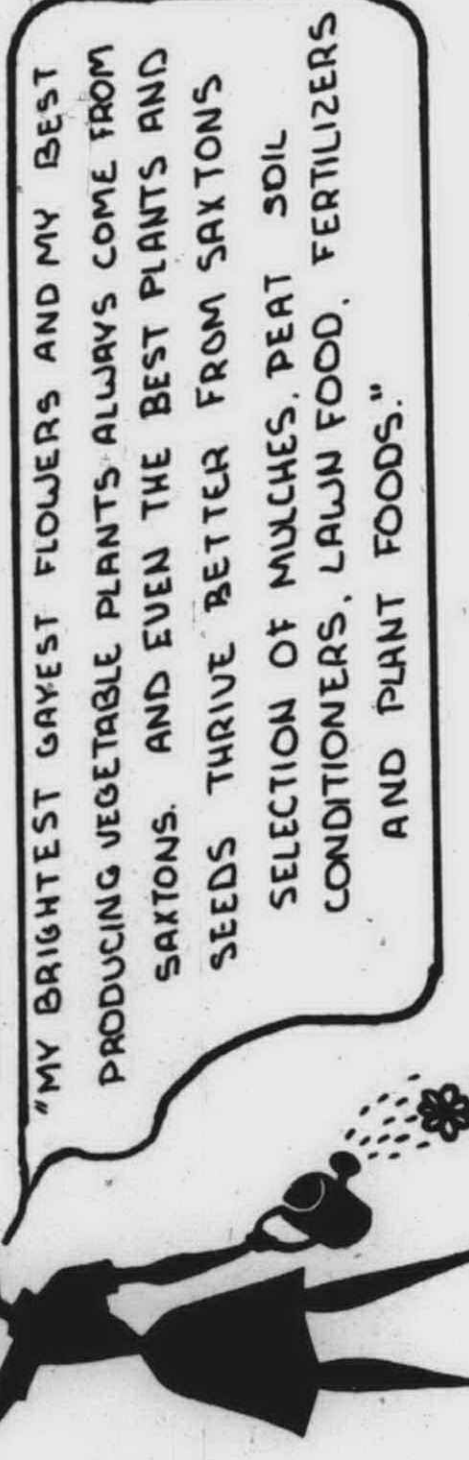 "MY BRIGHTEST GAYEST FLOWERS AND MY BEST
PRODUCING VEGETABLE PLANTS ALWAYS COME FROM
SAXTONS. AND EVEN THE BEST PLANTS AND
SEEDS THRIVE BETTER FROM SAXTONS
SELECTION OF MULCHES, PEAT SOIL
CONDITIONERS, LAWN FOOD, FERTILIZERS
AND PLANT FOODS."